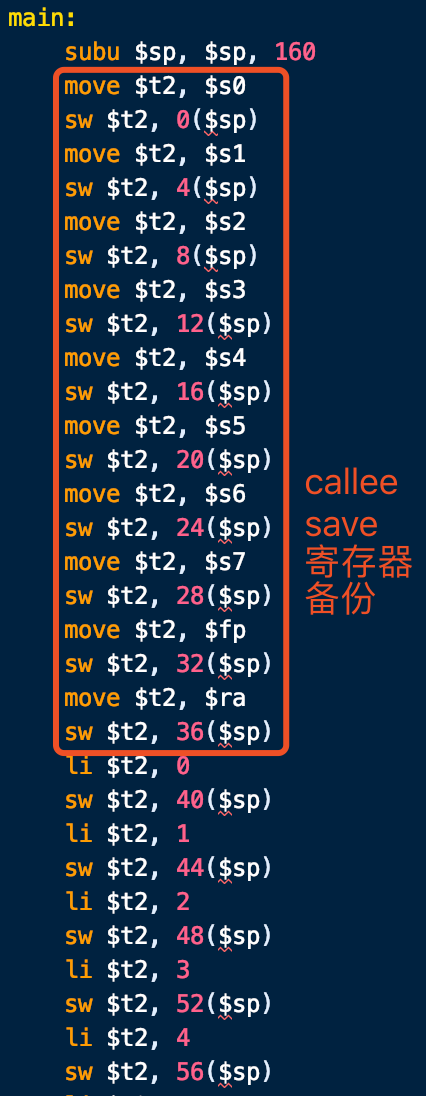 main:
subu $sp, $sp, 160
move $t2, $s0
sw $t2, 0($sp)
move $t2, $s1
sw $t2, 4($sp)
move $t2, $s2
sw $t2, 8($sp)
move $t2, $s3
sw $t2, 12($sp)
move $t2, $s4
sw $t2, 16($sp)
move $t2, $s5
sw $t2, 20($sp)
move $t2, $s6
sw $t2, 24($sp)
move $t2, $s7
sw $t2, 28($sp)
move $t2, $fp
sw $t2, 32($sp)
move $t2, $ra
sw $t2, 36($sp)
li $t2, 0
sw $t2, 40($sp)
li $t2, 1
sw $t2, 44($sp)
li $t2, 2
sw $t2, 48($sp)
li $t2, 3
sw $t2, 52($sp)
li $t2, 4
sw $t2, 56($sp)
callee
save
寄存器
备份